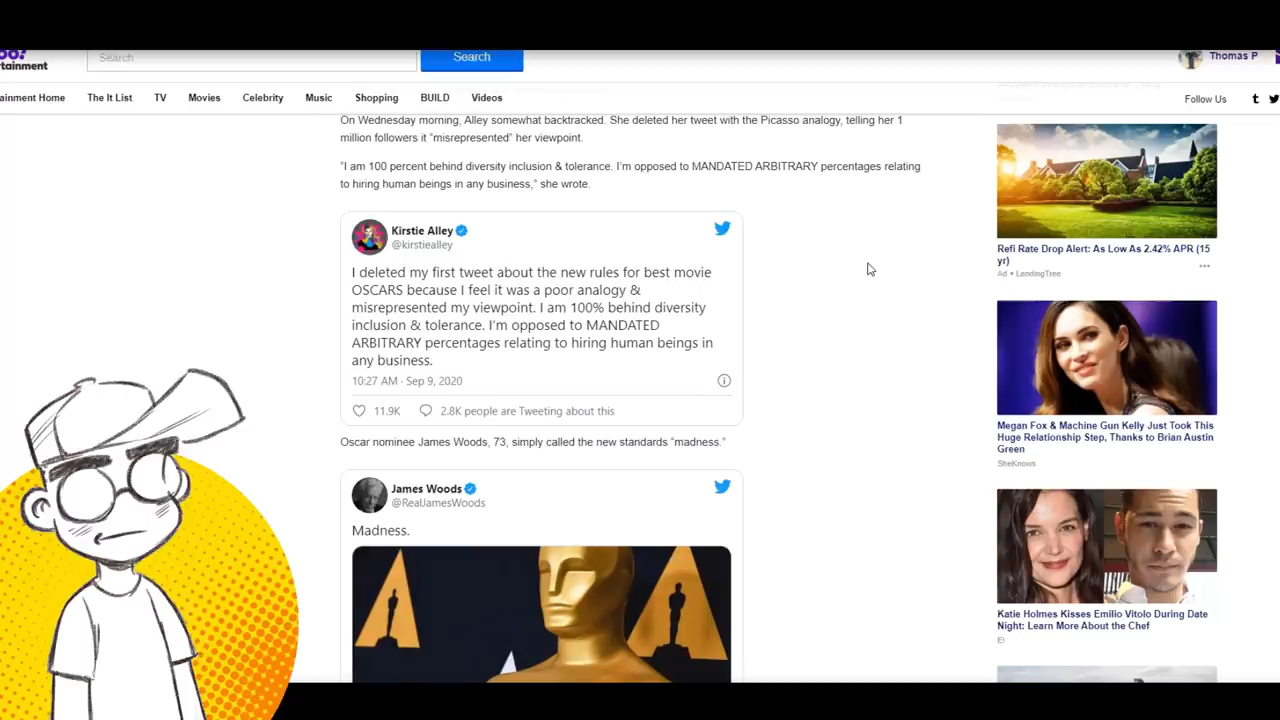 tainment
Search
Search
Thomas P
ainment Home
The It List
TV
Movies
Celebrity
Music
Shopping
BUILD
Videos
Follow Us
On Wednesday morning, Alley somewhat backtracked. She deleted her tweet with the Picasso analogy, telling her 1
million followers it “misrepresented” her viewpoint.
“I am 100 percent behind diversity inclusion & tolerance. I’m opposed to MANDATED ARBITRARY percentages relating
to hiring human beings in any business,” she wrote.
Kirstie Alley
@kirstiealley
I deleted my first tweet about the new rules for best movie
OSCARS because I feel it was a poor analogy &
misrepresented my viewpoint. I am 100% behind diversity
inclusion & tolerance. I’m opposed to MANDATED
ARBITRARY percentages relating to hiring human beings in
any business.
10:27 AM · Sep 9, 2020
11.9K
2.8K people are Tweeting about this
Oscar nominee James Woods, 73, simply called the new standards “madness.”
James Woods
@RealJamesWoods
Madness.
Refi Rate Drop Alert: As Low As 2.42% APR (15
yr)
Ad • LendingTree
Megan Fox & Machine Gun Kelly Just Took This
Huge Relationship Step, Thanks to Brian Austin
Green
SheKnows
Katie Holmes Kisses Emilio Vitolo During Date
Night: Learn More About the Chef
E!